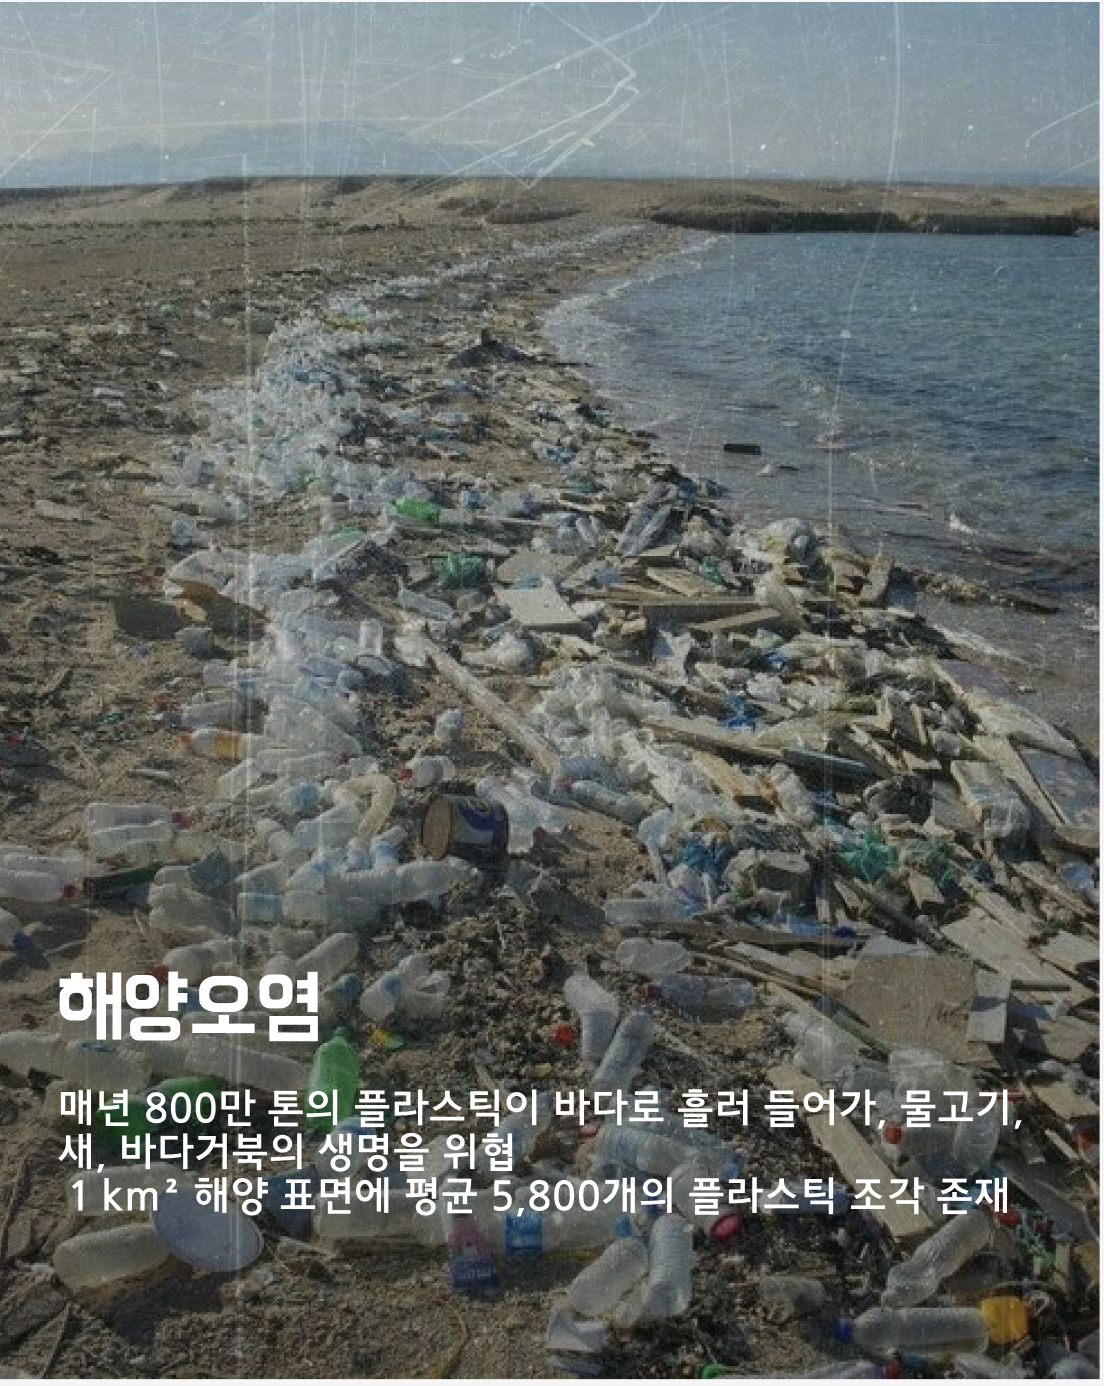 해양오염
매년 800만 톤의 플라스틱이 바다로 흘러 들어가, 물고기,
새, 바다거북의 생명을 위협
1 km² 해양 표면에 평균 5,800개의 플라스틱 조각 존재